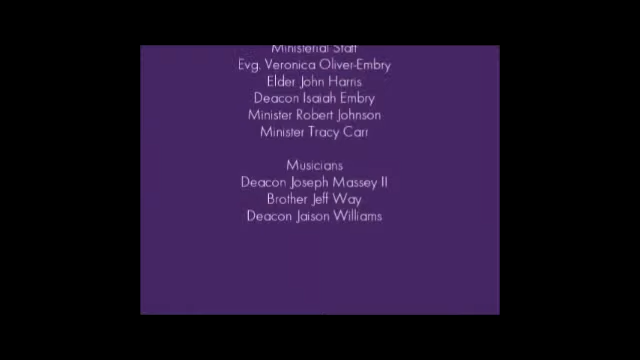 Ministerial Staff
Evg. Veronica Oliver-Embry
Elder John Harris
Deacon Isaiah Embry
Minister Robert Johnson
Minister Tracy Carr
Musicians
Deacon Joseph Massey II
Brother Jeff Way
Deacon Jaison Williams